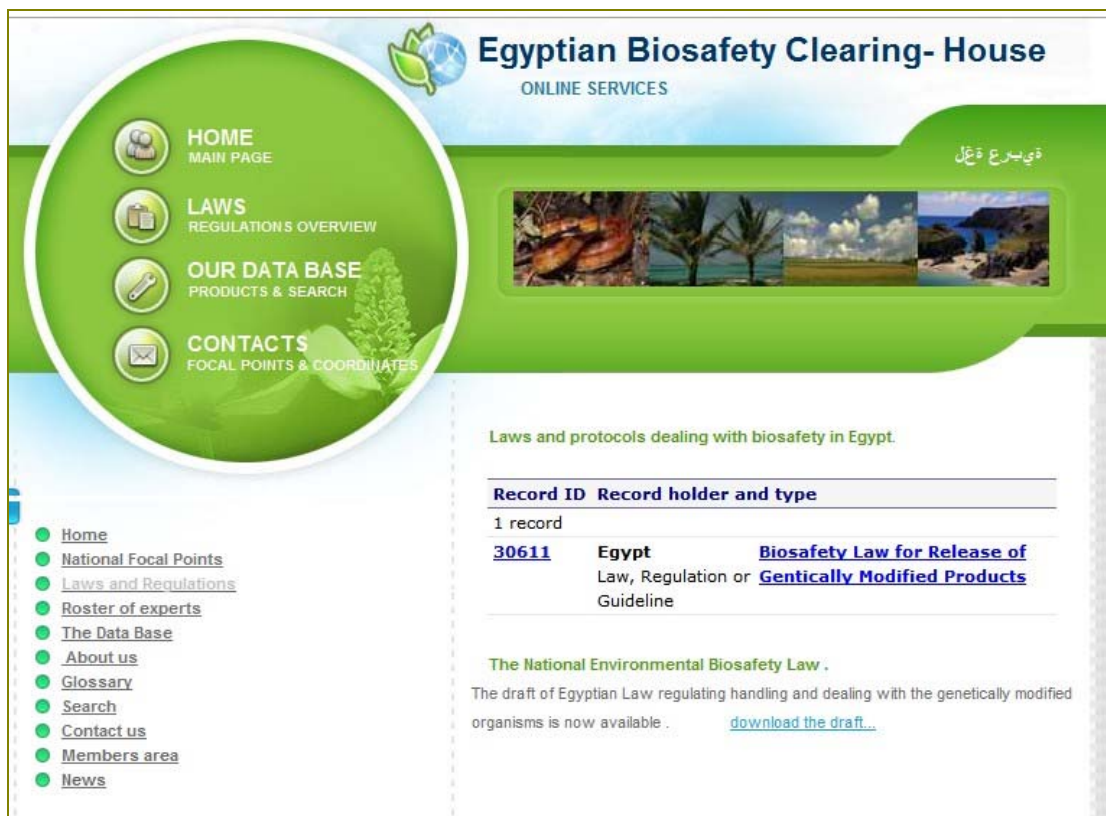 Egyptian Biosafety Clearing- House
ONLINE SERVICES
HOME
MAIN PAGE
LAWS
REGULATIONS OVERVIEW
OUR DATA BASE
PRODUCTS & SEARCH
CONTACTS
FOCAL POINTS & COORDINATES
ةيبرع ةغل
Home
National Focal Points
Laws and Regulations
Roster of experts
The Data Base
About us
Glossary
Search
Contact us
Members area
News
Laws and protocols dealing with biosafety in Egypt.
Record ID Record holder and type
1 record
30611 Egypt Biosafety Law for Release of
Law, Regulation or Gentically Modified Products
Guideline
The National Environmental Biosafety Law .
The draft of Egyptian Law regulating handling and dealing with the genetically modified
organisms is now available . download the draft...